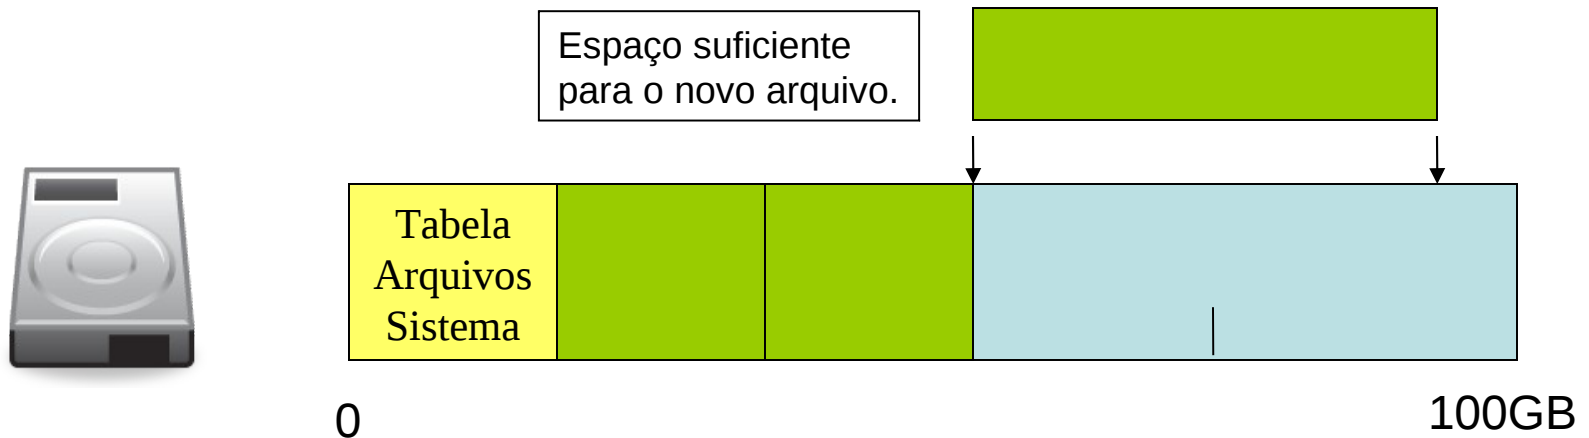 Espaço suficiente
para o novo arquivo.
Tabela
Arquivos
Sistema
0
100GB